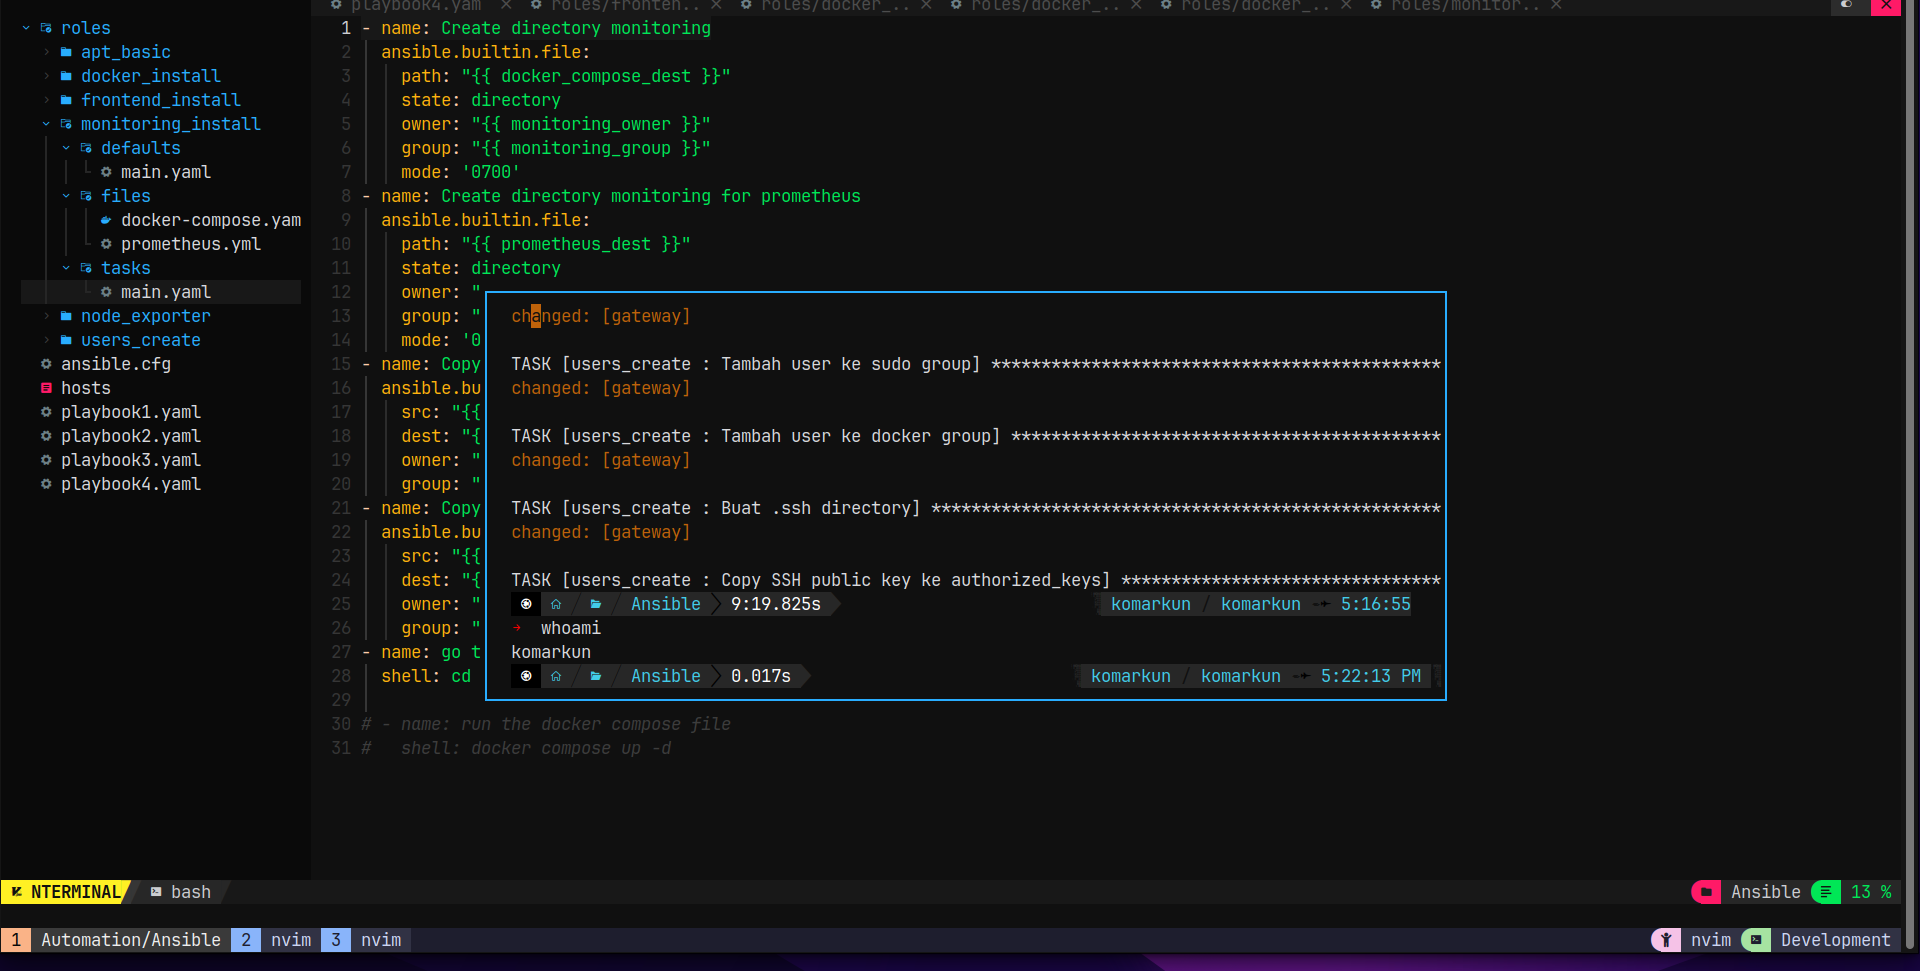 playbook4.yam
roles/fronten..
roles/docker_..
roles/docker_..
roles/docker_..
roles/monitor..
roles
apt_basic
docker_install
frontend_install
monitoring_install
defaults
main.yaml
files
docker-compose.yam
prometheus.yml
tasks
main.yaml
node_exporter
users_create
ansible.cfg
hosts
playbook1.yaml
playbook2.yaml
playbook3.yaml
playbook4.yaml
1 - name: Create directory monitoring
2 ansible.builtin.file:
3 path: "{{ docker_compose_dest }}"
4 state: directory
5 owner: "{{ monitoring_owner }}"
6 group: "{{ monitoring_group }}"
7 mode: '0700'
8 - name: Create directory monitoring for prometheus
9 ansible.builtin.file:
10 path: "{{ prometheus_dest }}"
11 state: directory
12 owner: "
13 group: "
14 mode: '0
15 - name: Copy
16 ansible.bu
17 src: "{{
18 dest: "{
19 owner: "
20 group: "
21 - name: Copy
22 ansible.bu
23 src: "{{
24 dest: "{
25 owner: "
26 group: "
27 - name: go t
28 shell: cd
29
30 # - name: run the docker compose file
31 #   shell: docker compose up -d
changed: [gateway]
TASK [users_create : Tambah user ke sudo group] *********************************************
changed: [gateway]
TASK [users_create : Tambah user ke docker group] *******************************************
changed: [gateway]
TASK [users_create : Buat .ssh directory] ***************************************************
changed: [gateway]
TASK [users_create : Copy SSH public key ke authorized_keys] ********************************
Ansible 9:19.825s komarkun / komarkun 5:16:55
whoami
komarkun
Ansible 0.017s komarkun / komarkun 5:22:13 PM
NTERMINAL bash Ansible 13 %
1 Automation/Ansible 2 nvim 3 nvim nvim Development